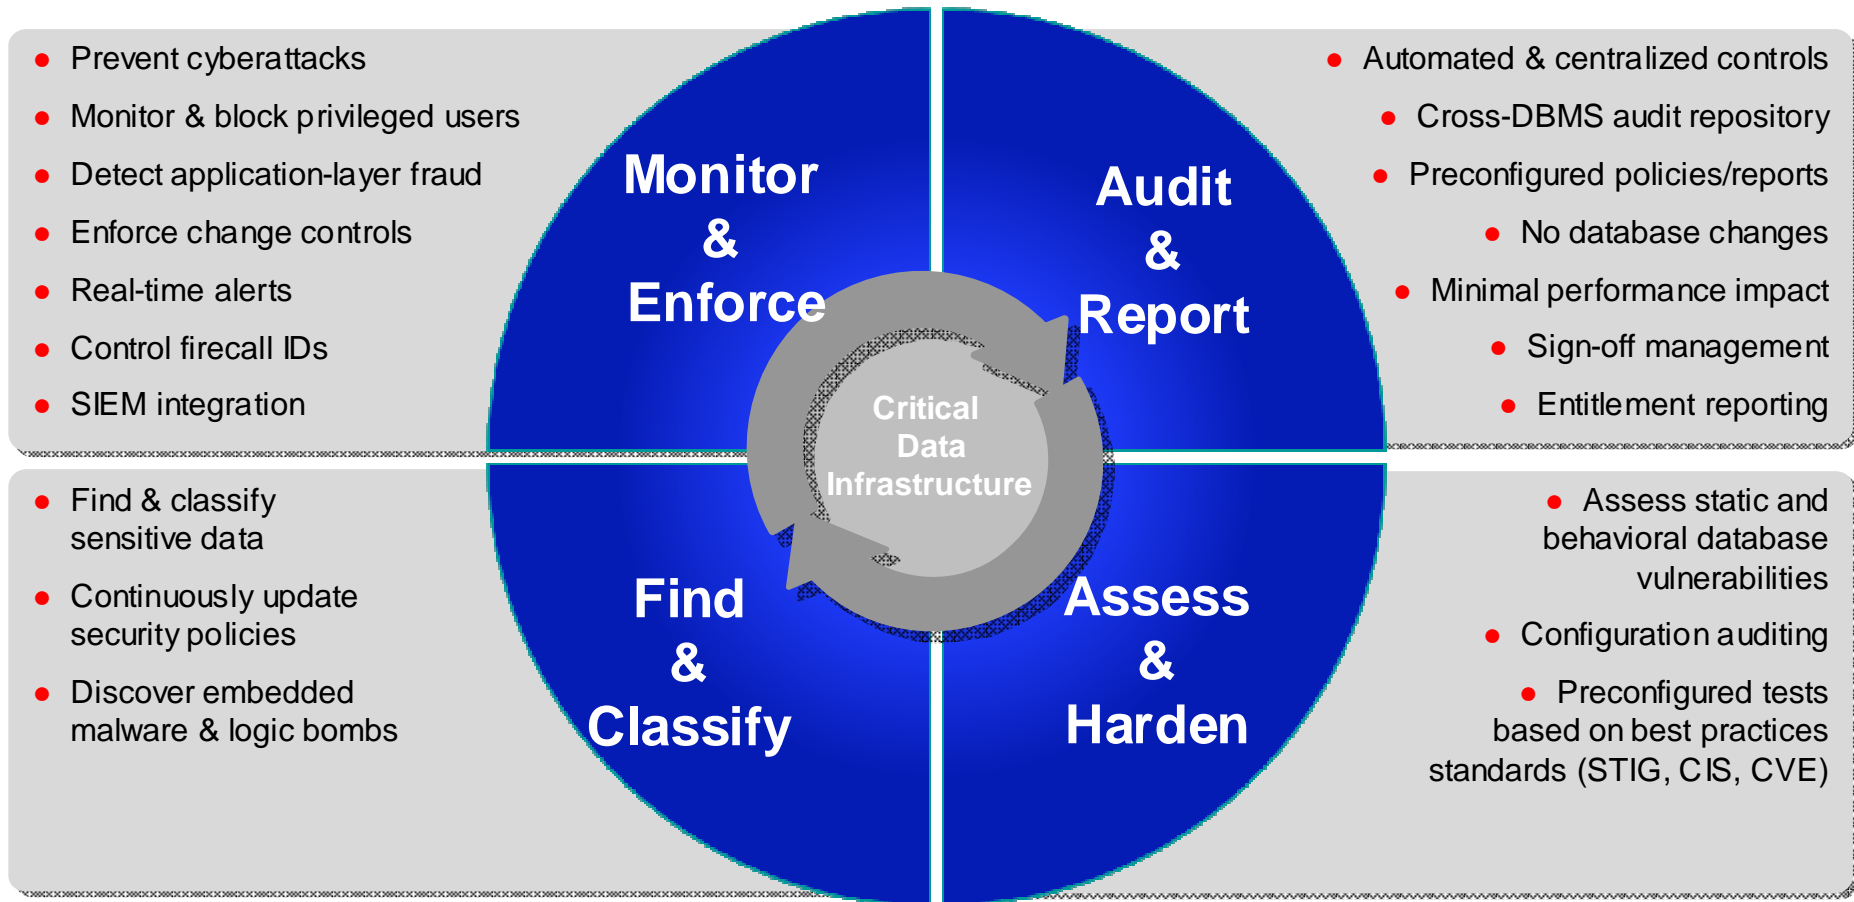 Prevent cyberattacks
Monitor & block privileged users
Detect application-layer fraud
Enforce change controls
Real-time alerts
Control firecall IDs
SIEM integration
Monitor
&
Enforce
Audit
&
Report
Automated & centralized controls
Cross-DBMS audit repository
Preconfigured policies/reports
No database changes
Minimal performance impact
Sign-off management
Entitlement reporting
Critical
Data
Infrastructure
Find & classify
sensitive data
Continuously update
security policies
Discover embedded
malware & logic bombs
Find
&
Classify
Assess
&
Harden
Assess static and
behavioral database
vulnerabilities
Configuration auditing
Preconfigured tests
based on best practices
standards (STIG, CIS, CVE)